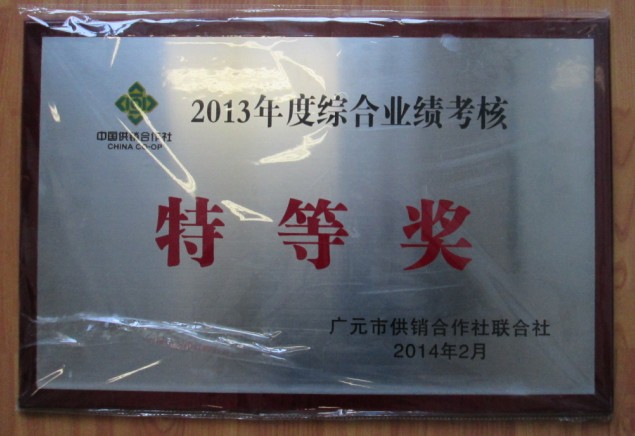 2013年度综合业绩考核
中国供销合作社
CHINA CO-OP
特等奖
广元市供销合作社联合社
2014年2月